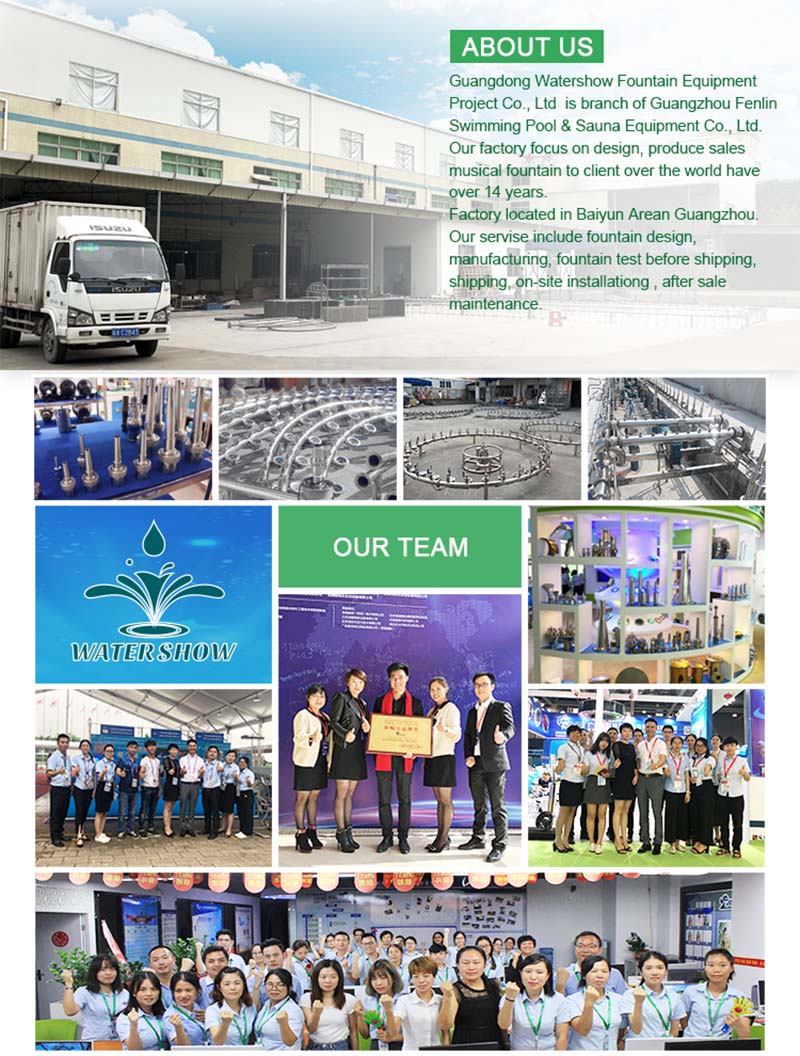 ABOUT US
Guangdong Watershow Fountain Equipment
Project Co., Ltd is branch of Guangzhou Fenlin
Swimming Pool & Sauna Equipment Co., Ltd.
Our factory focus on design, produce sales
musical fountain to client over the world have
over 14 years.
Factory located in Baiyun Arean Guangzhou.
Our servise include fountain design,
manufacturing, fountain test before shipping,
shipping, on-site installationg , after sale
maintenance.
ISUZU
ISUZU
OUR TEAM
WATER SHOW